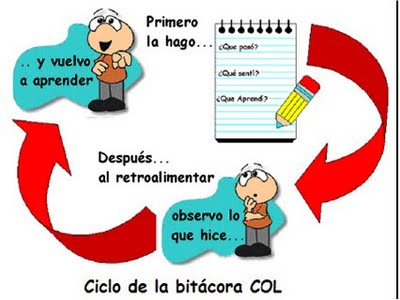 Primero
la hago...
¿Que pasó?
¿Qué sentí?
¿Que Aprendí?
Después...
al retroalimentar
observo lo
que hice...
.. y vuelvo
a aprender
Ciclo de la bitácora COL